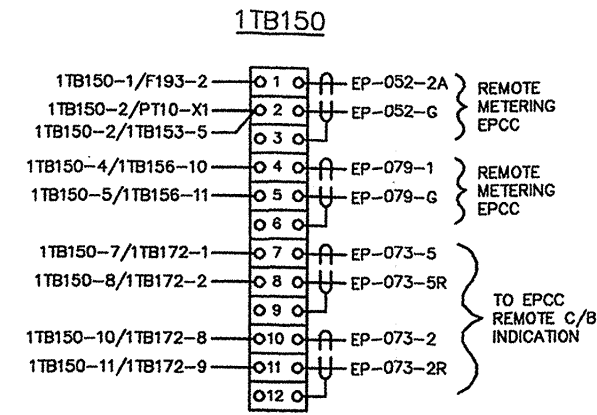 1TB150
1TB150-1/F193-2 1 EP-052-2A
1TB150-2/PT10-X1 2 EP-052-G
1TB150-2/1TB153-5 3
REMOTE
METERING
EPCC
1TB150-4/1TB156-10 4 EP-079-1
1TB150-5/1TB156-11 5 EP-079-G
6
REMOTE
METERING
EPCC
1TB150-7/1TB172-1 7 EP-073-5
1TB150-8/1TB172-2 8 EP-073-5R
9
1TB150-10/1TB172-8 10 EP-073-2
1TB150-11/1TB172-9 11 EP-073-2R
12
TO EPCC
REMOTE C/B
INDICATION